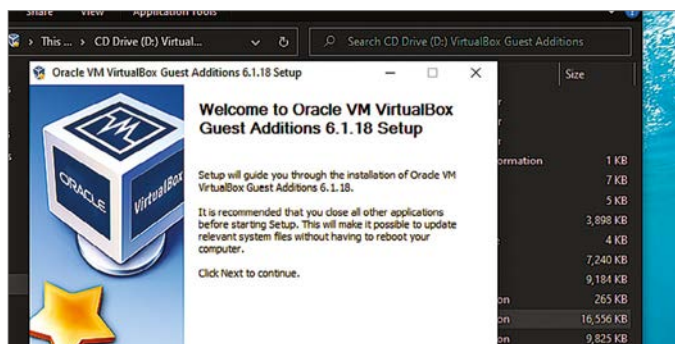 Share View Application Tools
This ... CD Drive (D:) Virtual...
Search CD Drive (D:) VirtualBox Guest Additions
Oracle VM VirtualBox Guest Additions 6.1.18 Setup
Size
Welcome to Oracle VM VirtualBox
Guest Additions 6.1.18 Setup
Setup will guide you through the installation of Oracle VM
VirtualBox Guest Additions 6.1.18.
It is recommended that you close all other applications
before starting Setup. This will make it possible to update
relevant system files without having to reboot your
computer.
Click Next to continue.
ORACLE
VirtualBox
ormation 1 KB
7 KB
5 KB
3,898 KB
4 KB
7,240 KB
9,184 KB
on 265 KB
on 16,556 KB
on 9,825 KB